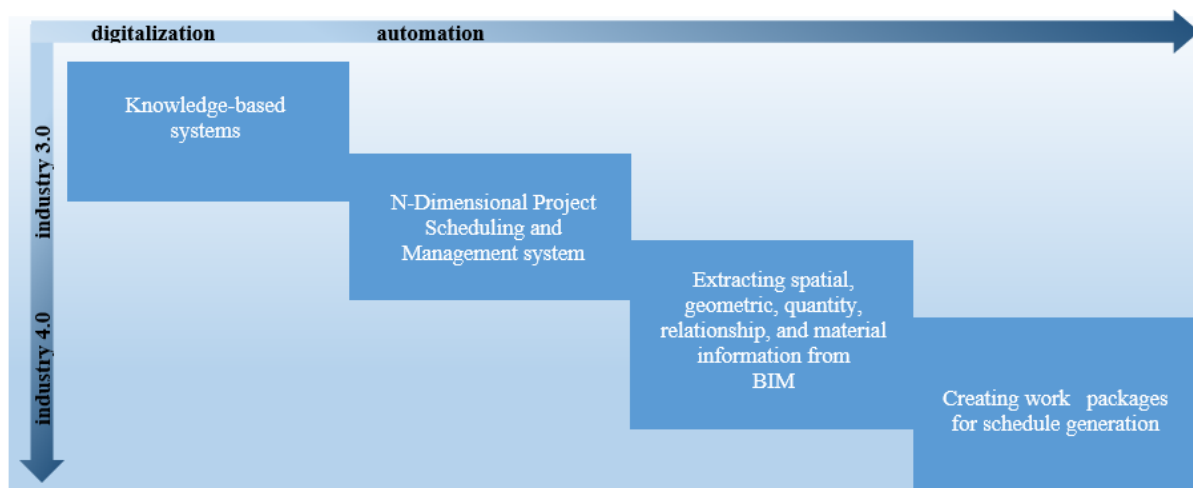 digitalization
automation
industry 3.0
industry 4.0
Knowledge-based
systems
N-Dimensional Project
Scheduling and
Management system
Extracting spatial,
geometric, quantity,
relationship, and material
information from
BIM
Creating work packages
for schedule generation